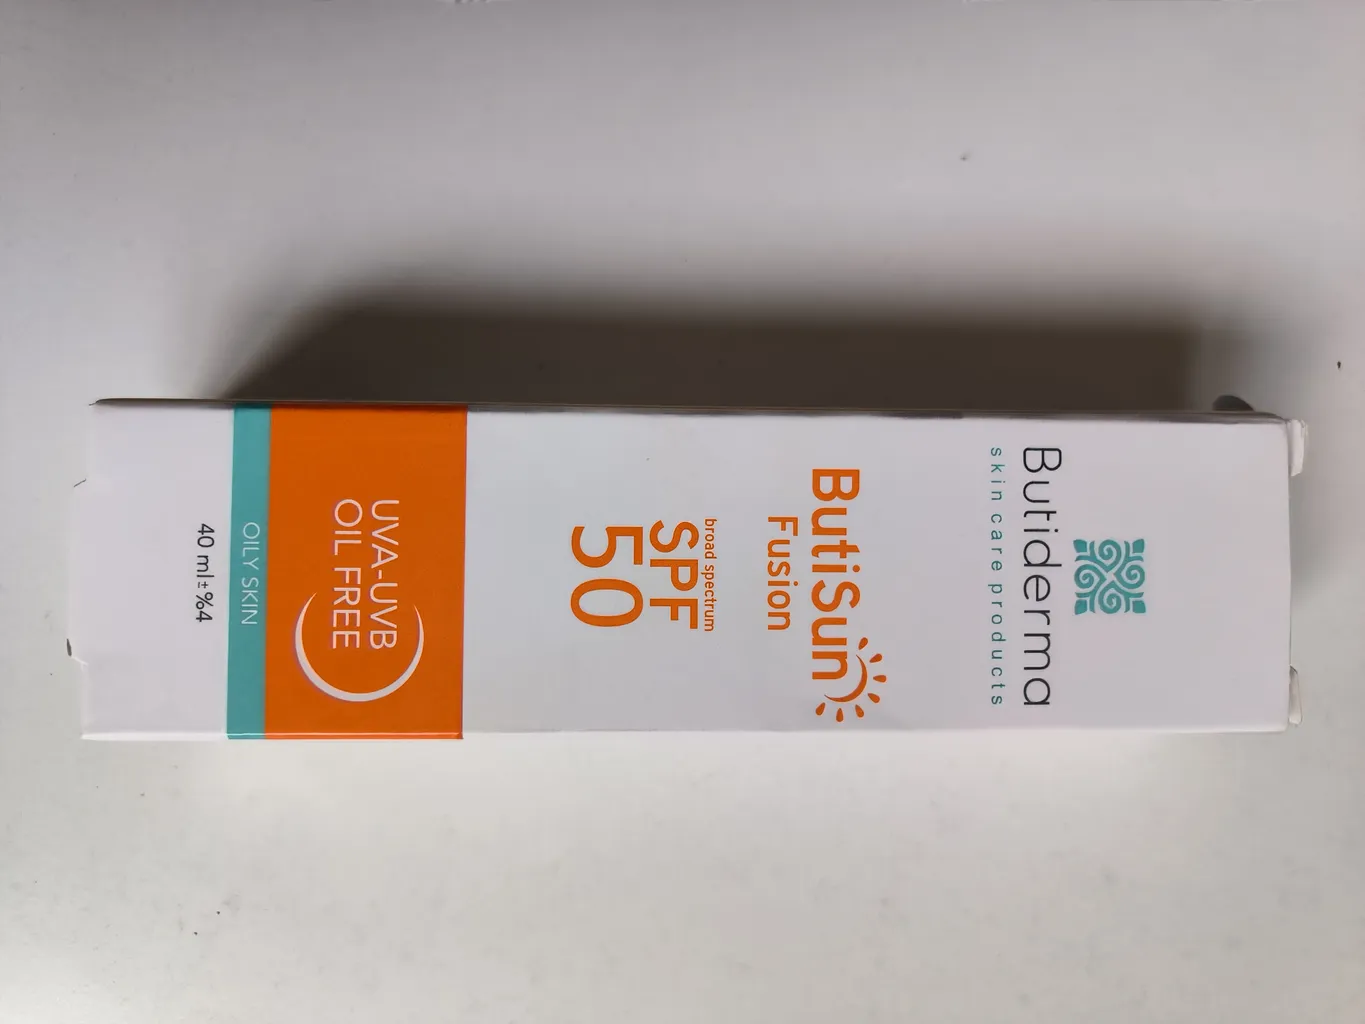 Butiderma
skin care products
ButiSun
Fusion
broad spectrum
SPF
50
UVA-UVB
OIL FREE
OILY SKIN
40 ml± %4